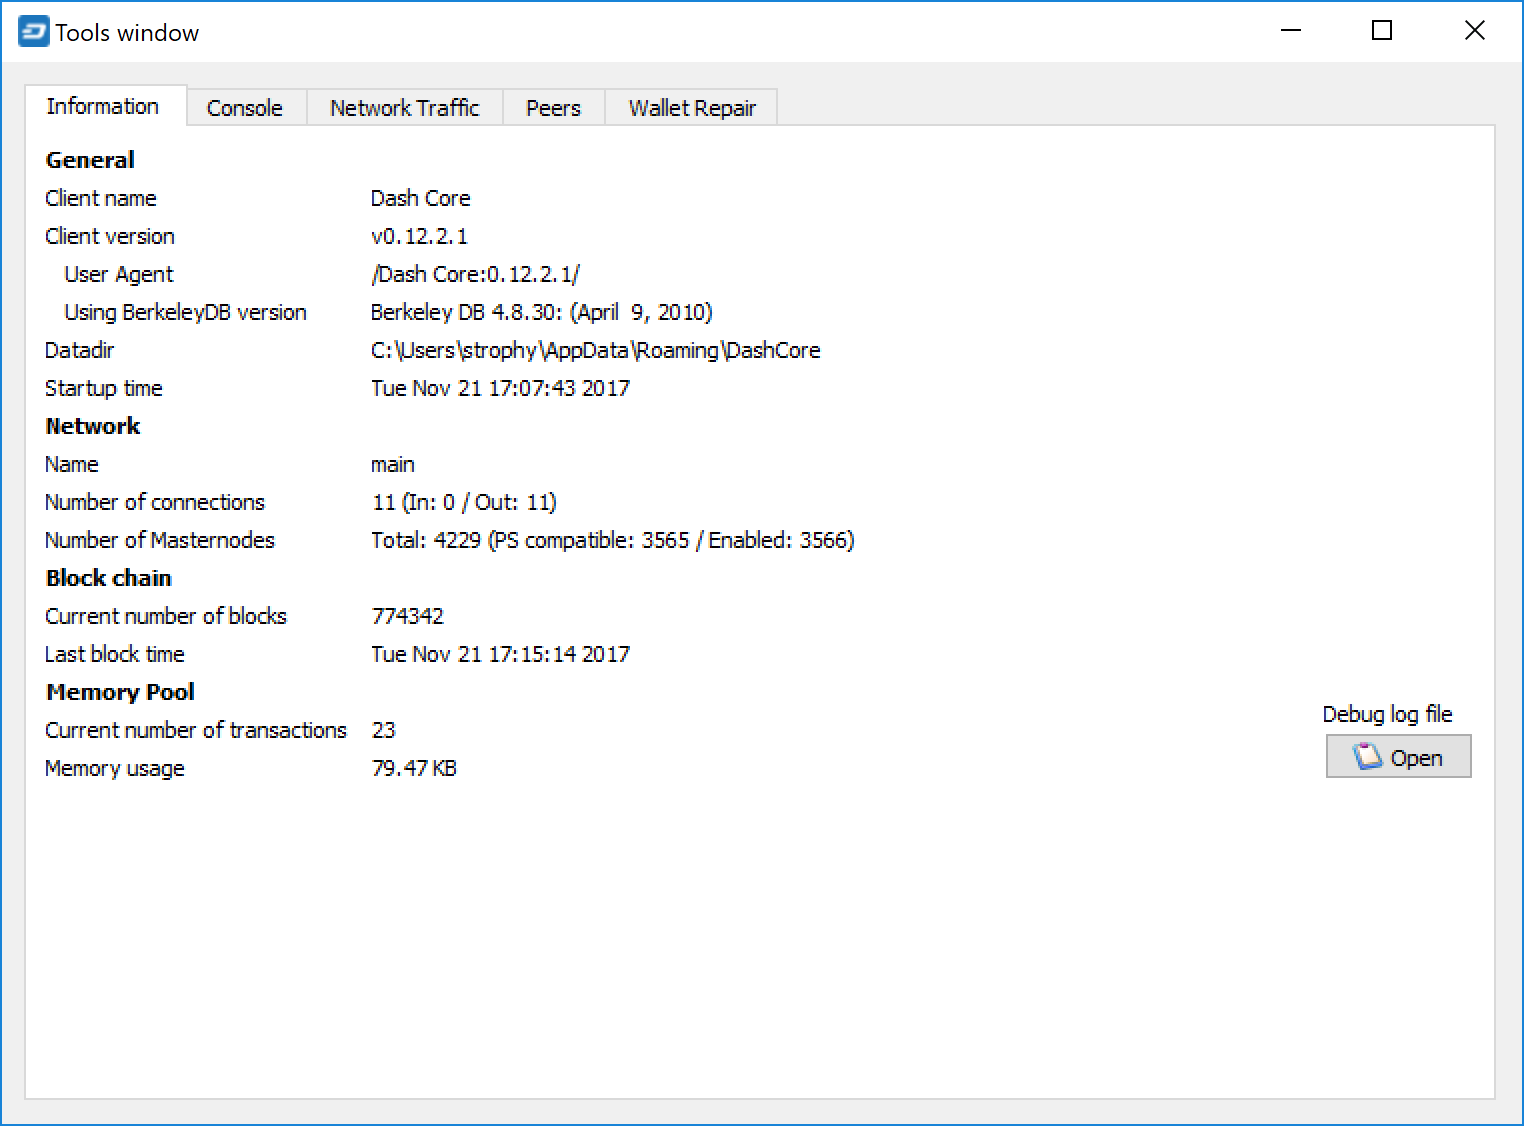 Tools window
Information Console Network Traffic Peers Wallet Repair
General
Client name Dash Core
Client version v0.12.2.1
User Agent /Dash Core:0.12.2.1/
Using BerkeleyDB version Berkeley DB 4.8.30: (April  9, 2010)
Datadir C:\Users\strophy\AppData\Roaming\DashCore
Startup time Tue Nov 21 17:07:43 2017
Network
Name main
Number of connections 11 (In: 0 / Out: 11)
Number of Masternodes Total: 4229 (PS compatible: 3565 / Enabled: 3566)
Block chain
Current number of blocks 774342
Last block time Tue Nov 21 17:15:14 2017
Memory Pool
Current number of transactions 23
Memory usage 79.47 KB
Debug log file
Open